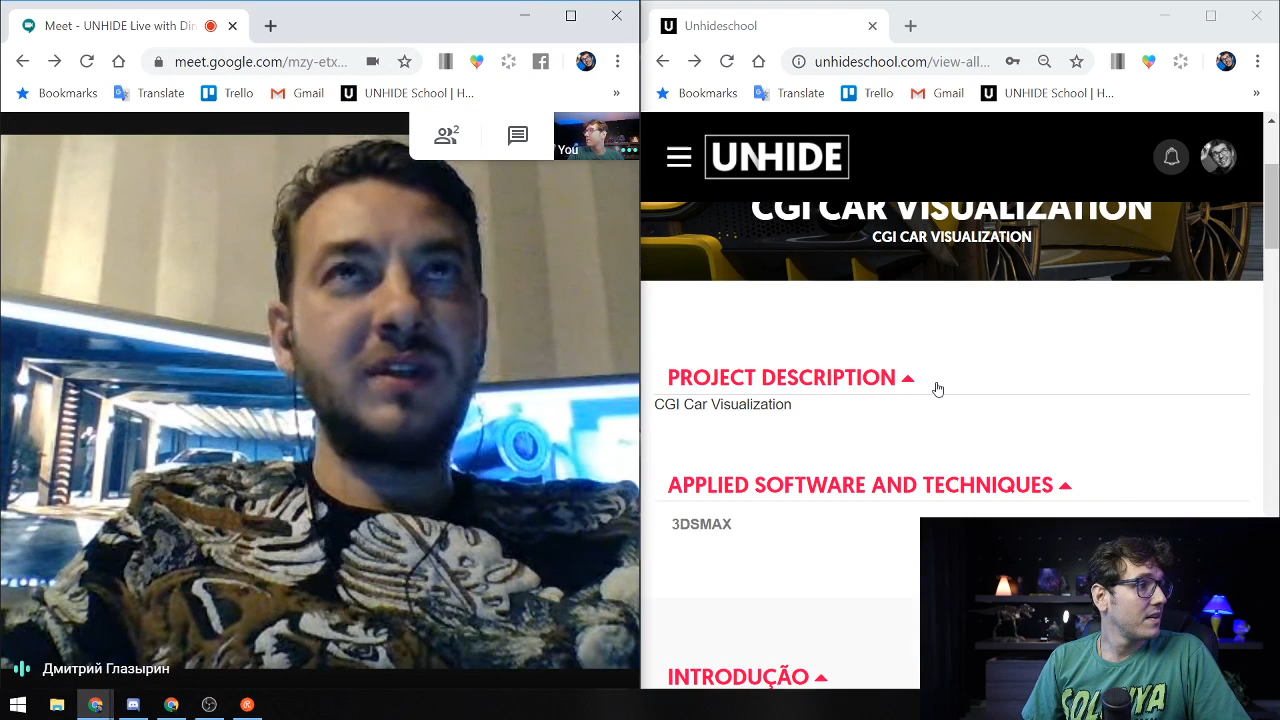 Meet - UNHIDE Live with Din
meet.google.com/mzy-etx...
Bookmarks Translate Trello Gmail UNHIDE School | H... »
2
You
Дмитрий Глазырин
Unhideschool
unhideschool.com/view-all...
Bookmarks Translate Trello Gmail UNHIDE School | H... »
UNHIDE
CGI CAR VISUALIZATION
CGI CAR VISUALIZATION
PROJECT DESCRIPTION
CGI Car Visualization
APPLIED SOFTWARE AND TECHNIQUES
3DSMAX
INTRODUÇÃO